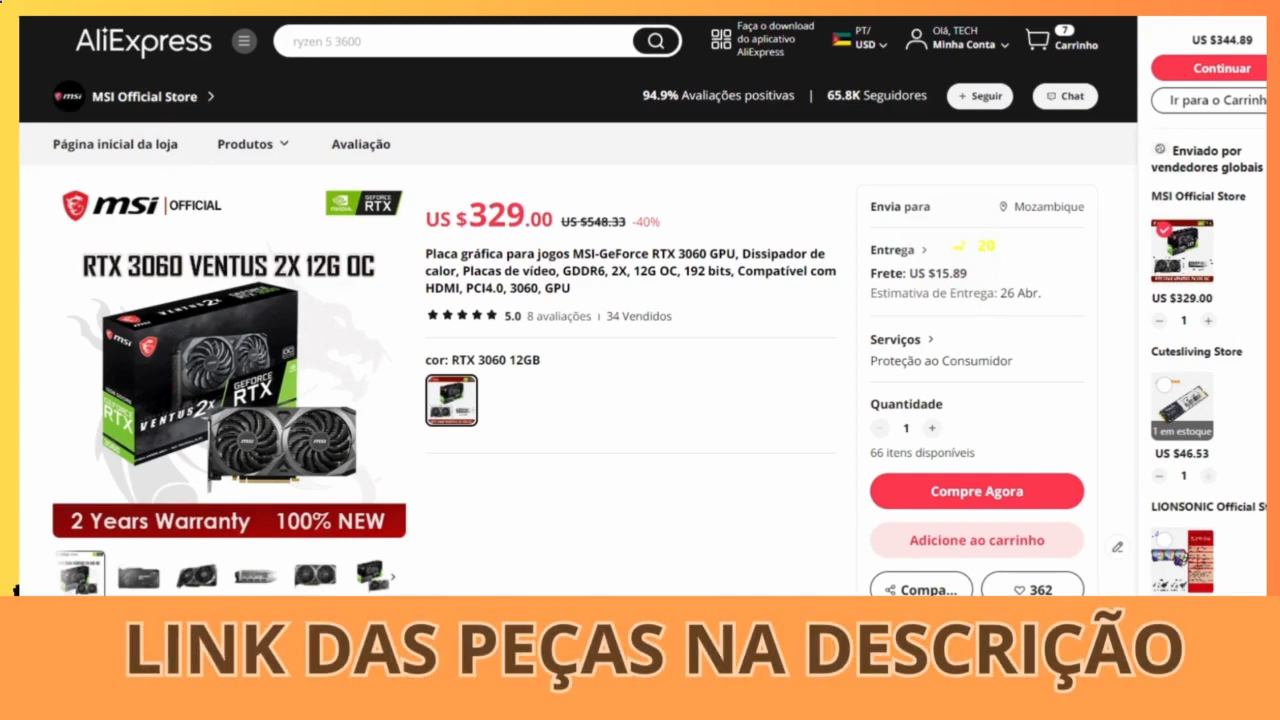 AliExpress
ryzen 5 3600
Faça o download
do aplicativo
AliExpress
PT/
USD
Olá, TECH
Minha Conta
7
Carrinho
msi MSI Official Store
94.9% Avaliações positivas | 65.8K Seguidores
+ Seguir
Chat
Página inicial da loja
Produtos
Avaliação
msi OFFICIAL
NVIDIA
GEFORCE
RTX
RTX 3060 VENTUS 2X 12G OC
msi
VENTUS 2X
GEFORCE
RTX
OC
2 Years Warranty 100% NEW
US $329.00 US $548.33 -40%
Placa gráfica para jogos MSI-GeForce RTX 3060 GPU, Dissipador de
calor, Placas de vídeo, GDDR6, 2X, 12G OC, 192 bits, Compatível com
HDMI, PCI4.0, 3060, GPU
5.0 8 avaliações | 34 Vendidos
cor: RTX 3060 12GB
Envia para
Mozambique
Entrega
20
Frete: US $15.89
Estimativa de Entrega: 26 Abr.
Serviços
Proteção ao Consumidor
Quantidade
- 1 +
66 itens disponíveis
Compre Agora
Adicione ao carrinho
Compa...
362
US $344.89
Continuar
Ir para o Carrinh
Enviado por
vendedores globais
MSI Official Store
US $329.00
- 1 +
Cutesliving Store
1 em estoque
US $46.53
- 1 +
LIONSONIC Official S
LINK DAS PEÇAS NA DESCRIÇÃO